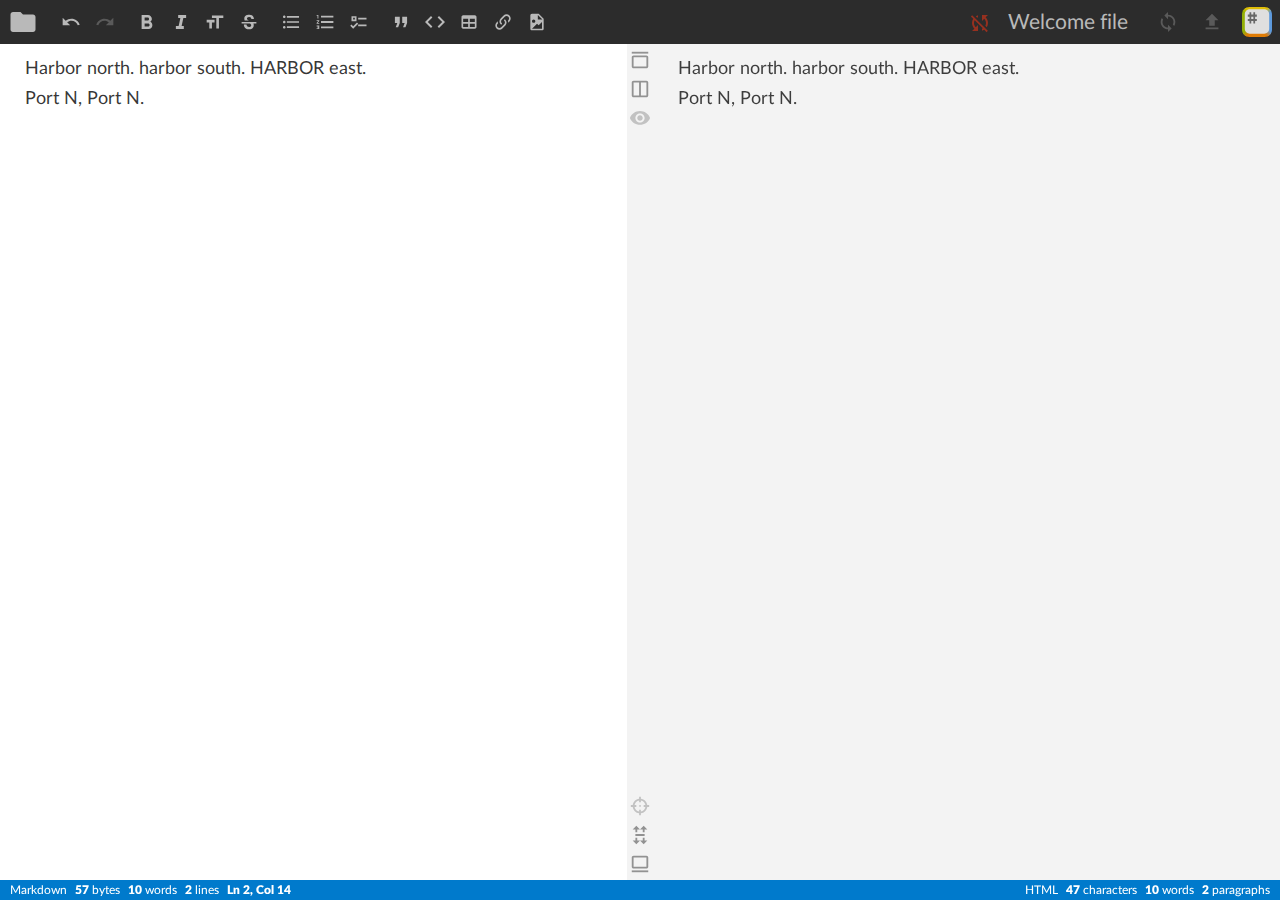 Welcome file
Harbor north. harbor south. HARBOR east.
Port N, Port N.
Harbor north. harbor south. HARBOR east.
Port N, Port N.
Markdown 57 bytes 10 words 2 lines Ln 2, Col 14
HTML 47 characters 10 words 2 paragraphs